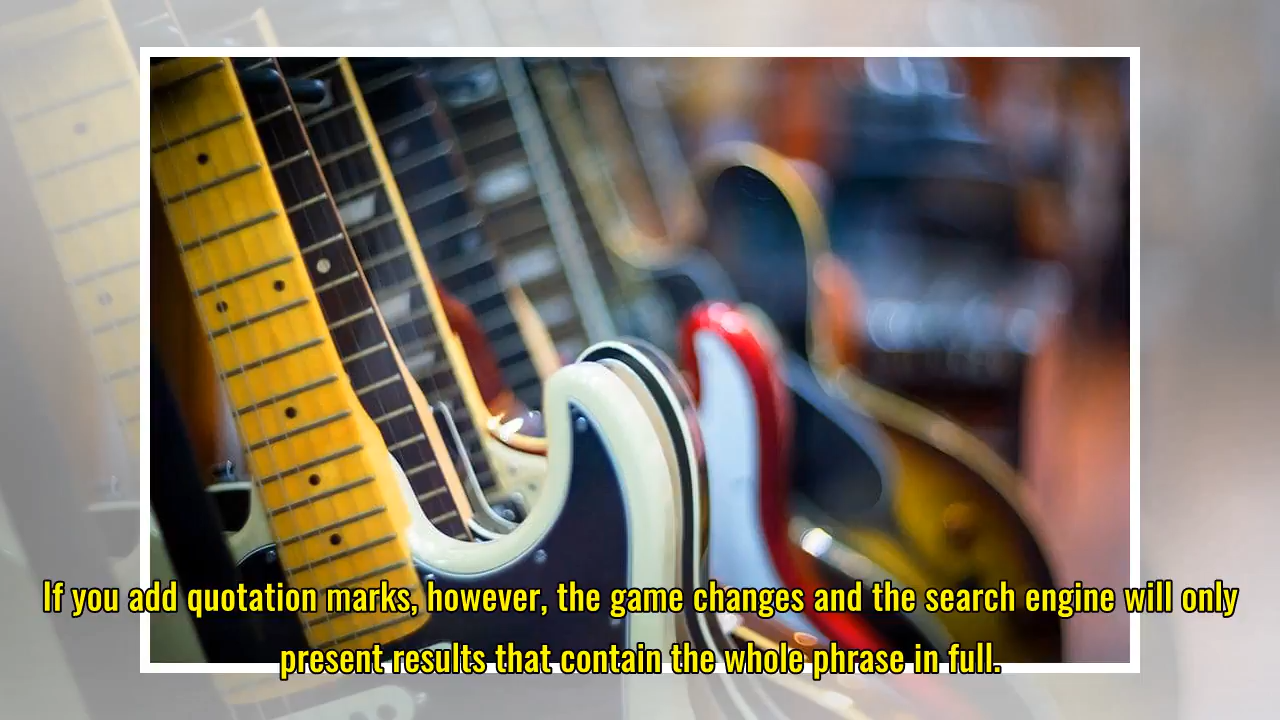 If you add quotation marks, however, the game changes and the search engine will only
present results that contain the whole phrase in full.